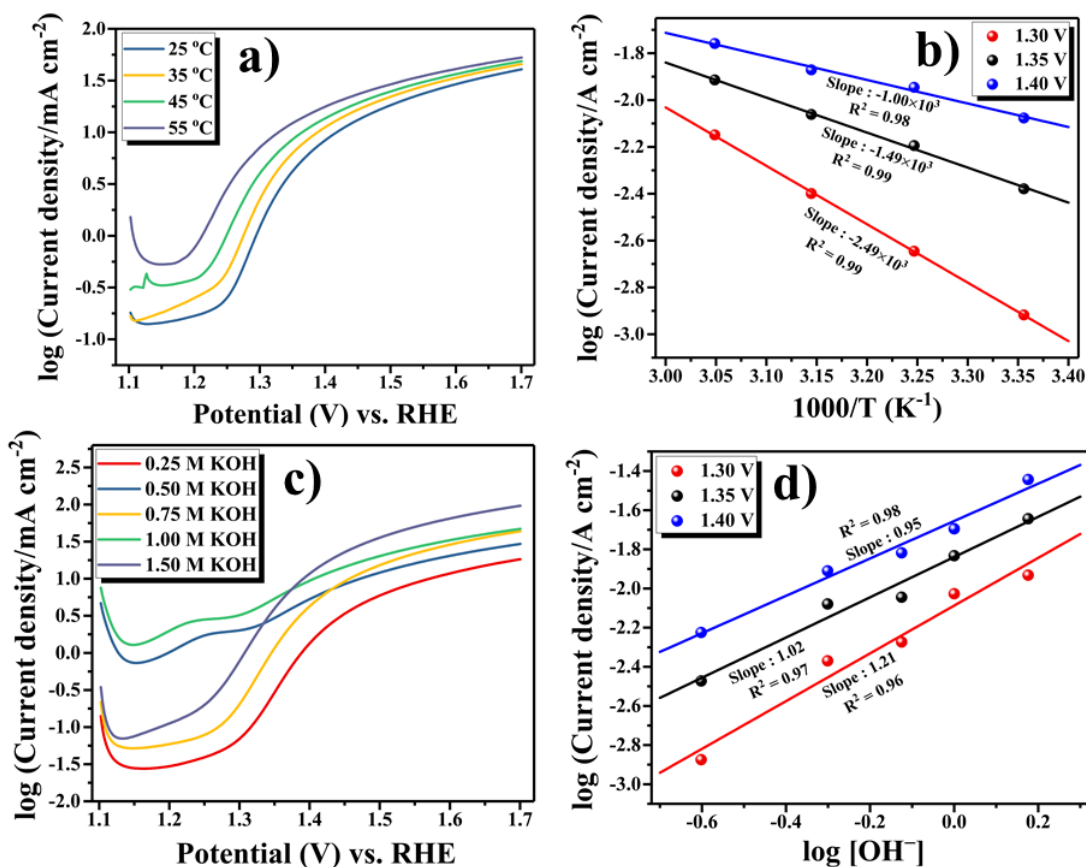 a)
25 °C
35 °C
45 °C
55 °C
log (Current density/mA cm⁻²)
2.0
1.5
1.0
0.5
0.0
-0.5
-1.0
1.1 1.2 1.3 1.4 1.5 1.6 1.7
Potential (V) vs. RHE
b)
1.30 V
1.35 V
1.40 V
log (Current density/A cm⁻²)
-1.8
-2.0
-2.2
-2.4
-2.6
-3.0
Slope : -1.00×10³
R² = 0.98
Slope : -1.49×10³
R² = 0.99
Slope : -2.49×10³
R² = 0.99
3.00 3.05 3.10 3.15 3.20 3.25 3.30 3.35 3.40
1000/T (K⁻¹)
c)
0.25 M KOH
0.50 M KOH
0.75 M KOH
1.00 M KOH
1.50 M KOH
log (Current density/mA cm⁻²)
2.5
2.0
1.5
1.0
0.5
0.0
-0.5
-1.0
-1.5
-2.0
1.1 1.2 1.3 1.4 1.5 1.6 1.7
Potential (V) vs. RHE
d)
1.30 V
1.35 V
1.40 V
log (Current density/A cm⁻²)
-1.4
-1.6
-1.8
-2.0
-2.2
-2.4
-2.6
-2.8
-3.0
R² = 0.98
Slope : 0.95
Slope : 1.02
R² = 0.97
Slope : 1.21
R² = 0.96
-0.6 -0.4 -0.2 0.0 0.2
log [OH⁻]